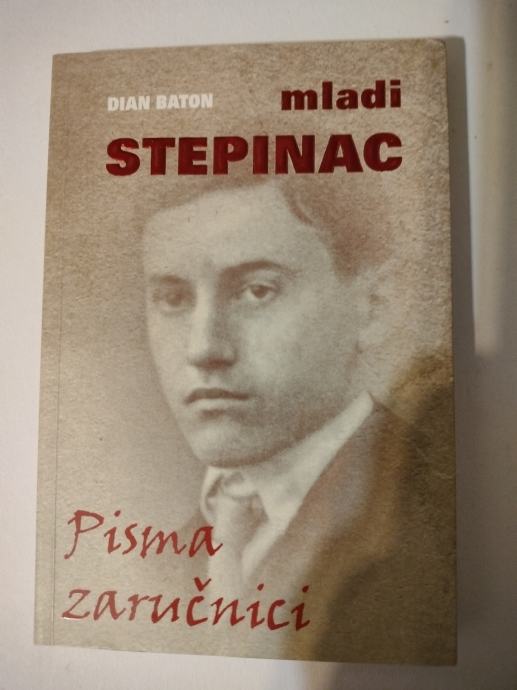 DIAN BATON
mladi
STEPINAC
Pisma
zaručnici